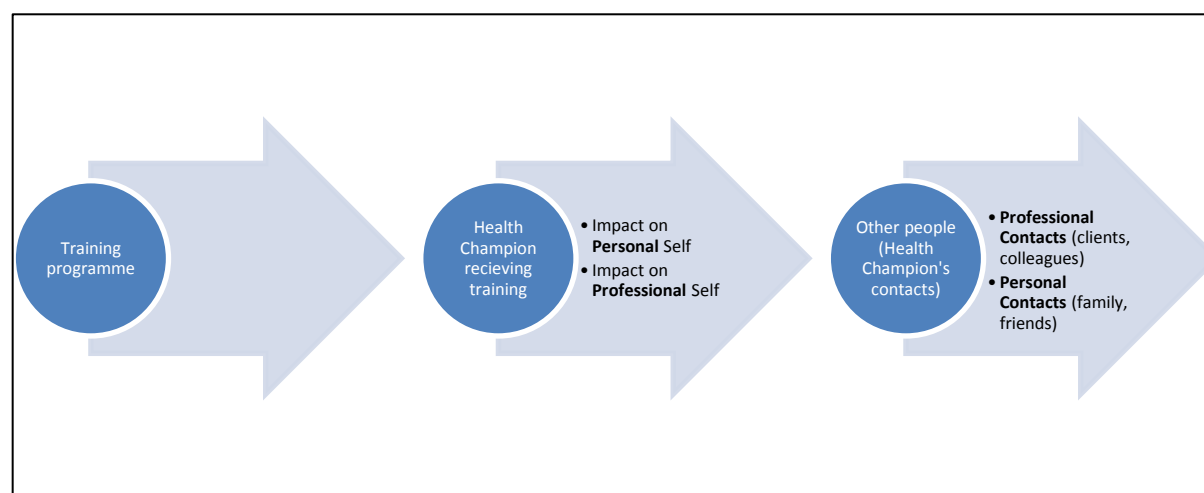 Training
programme
Health
Champion
recieving
training
• Impact on
Personal Self
• Impact on
Professional Self
Other people
(Health
Champion's
contacts)
• Professional
Contacts (clients,
colleagues)
• Personal
Contacts (family,
friends)